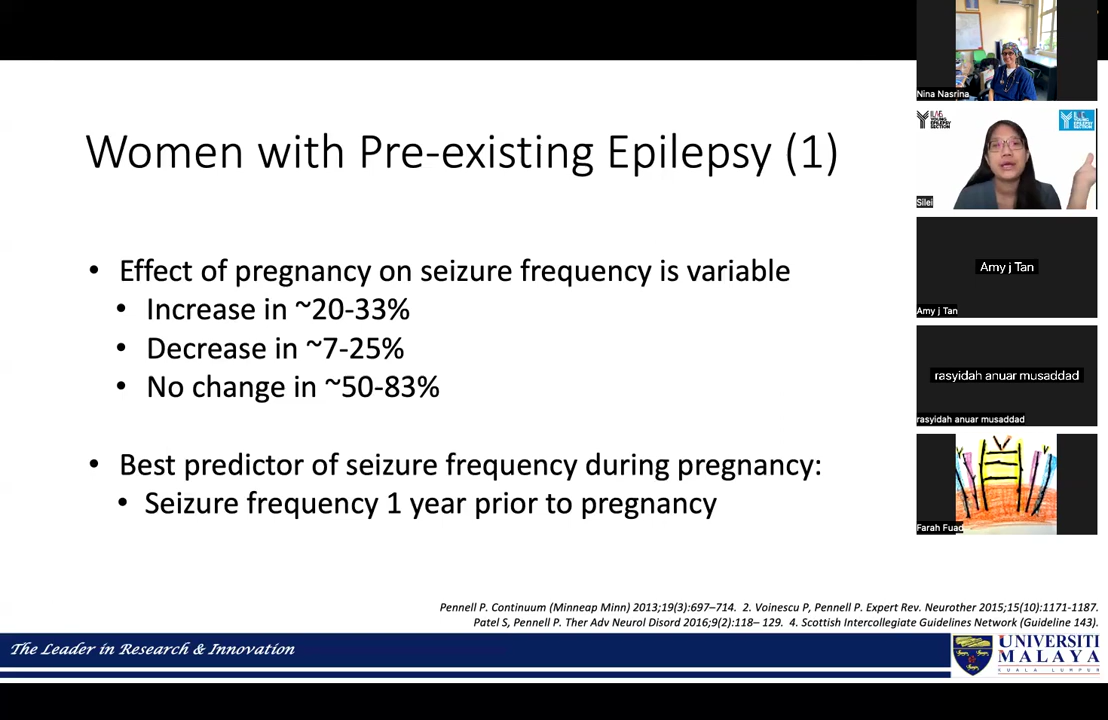 Women with Pre-existing Epilepsy (1)
• Effect of pregnancy on seizure frequency is variable
• Increase in ~20-33%
• Decrease in ~7-25%
• No change in ~50-83%
• Best predictor of seizure frequency during pregnancy:
• Seizure frequency 1 year prior to pregnancy
Pennell P. Continuum (Minneap Minn) 2013;19(3):697–714. 2. Voinescu P, Pennell P. Expert Rev. Neurother 2015;15(10):1171-1187.
Patel S, Pennell P. Ther Adv Neurol Disord 2016;9(2):118– 129. 4. Scottish Intercollegiate Guidelines Network (Guideline 143).
The Leader in Research & Innovation
UNIVERSITI
MALAYA
KUALA LUMPUR
Nina Nasrina
YOUNG
EPILEPSY
SECTION
Silei
Amy j Tan
Amy j Tan
rasyidah anuar musaddad
rasyidah anuar musaddad
Farah Fuad